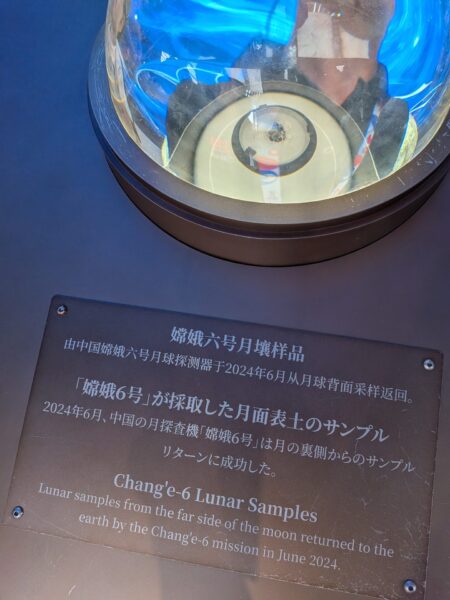 嫦娥六号月壤样品
由中国嫦娥六号月球探测器于2024年6月从月球背面采样返回。
「嫦娥6号」が採取した月面表土のサンプル
2024年6月、中国の月探査機「嫦娥6号」は月の裏側からのサンプル
リターンに成功した。
Chang'e-6 Lunar Samples
Lunar samples from the far side of the moon returned to the
earth by the Chang'e-6 mission in June 2024.